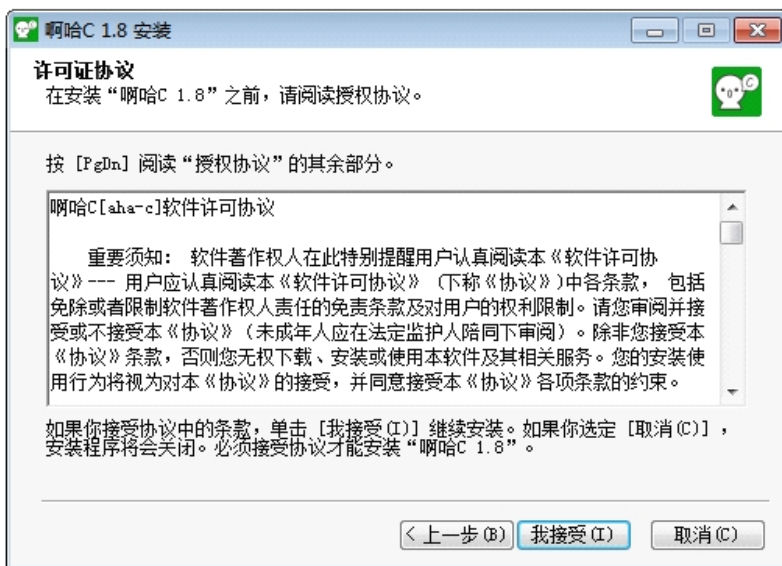 啊哈C 1.8 安装
许可证协议
在安装“啊哈C 1.8”之前，请阅读授权协议。
C
按 [PgDn] 阅读“授权协议”的其余部分。
啊哈C[aha-c]软件许可协议
重要须知： 软件著作权人在此特别提醒用户认真阅读本《软件许可协
议》--- 用户应认真阅读本《软件许可协议》（下称《协议》)中各条款， 包括
免除或者限制软件著作权人责任的免责条款及对用户的权利限制。请您审阅并接
受或不接受本《协议》（未成年人应在法定监护人陪同下审阅）。除非您接受本
《协议》条款，否则您无权下载、安装或使用本软件及其相关服务。您的安装使
用行为将视为对本《协议》的接受，并同意接受本《协议》各项条款的约束。
如果你接受协议中的条款，单击 [我接受(I)] 继续安装。如果你选定 [取消(C)] ，
安装程序将会关闭。必须接受协议才能安装“啊哈C 1.8”。
< 上一步(B) 我接受(I) 取消(C)